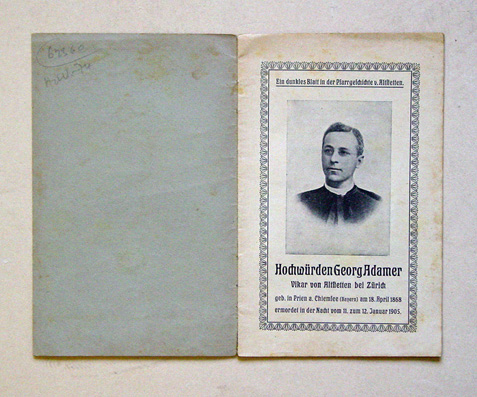 Ein dunkles Blatt in der Pfarrgeschichte v. Altstetten.
Hochwürden Georg Adamer
Vikar von Altstetten bei Zürich
geb. in Prien a. Chiemsee (Bayern) am 18. April 1868
ermordet in der Nacht vom 11. zum 12. Januar 1905.